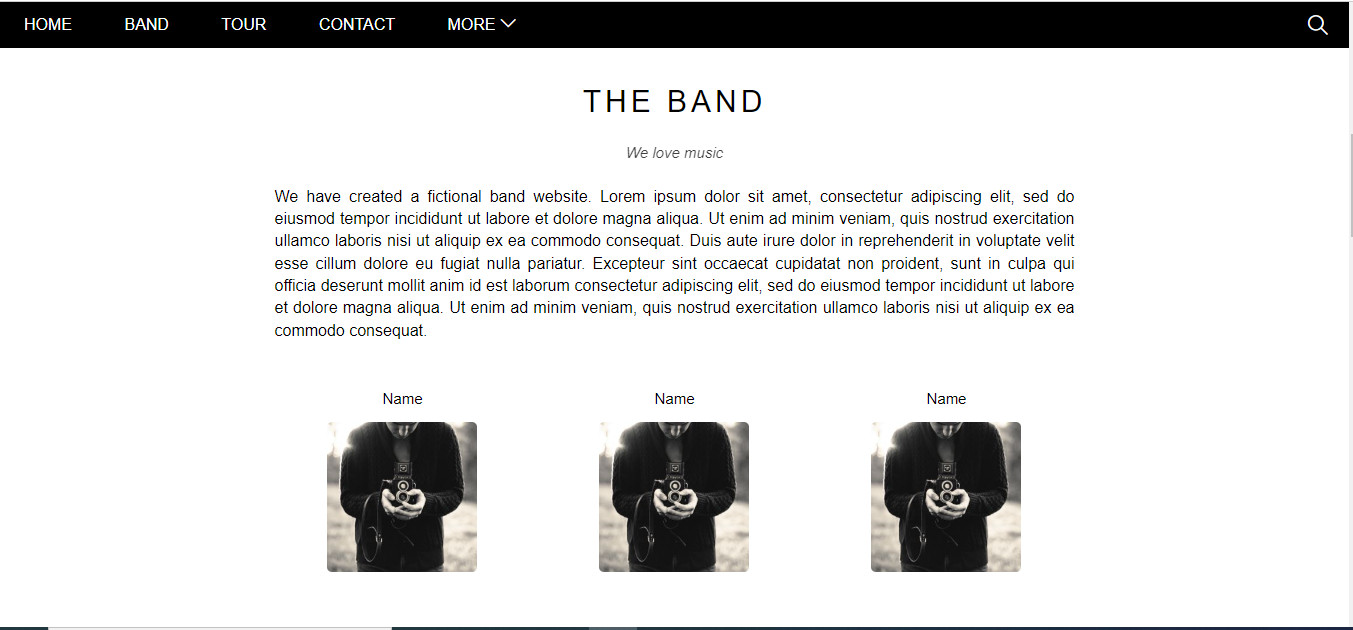 HOME BAND TOUR CONTACT MORE
THE BAND
We love music
We have created a fictional band website. Lorem ipsum dolor sit amet, consectetur adipiscing elit, sed do
eiusmod tempor incididunt ut labore et dolore magna aliqua. Ut enim ad minim veniam, quis nostrud exercitation
ullamco laboris nisi ut aliquip ex ea commodo consequat. Duis aute irure dolor in reprehenderit in voluptate velit
esse cillum dolore eu fugiat nulla pariatur. Excepteur sint occaecat cupidatat non proident, sunt in culpa qui
officia deserunt mollit anim id est laborum consectetur adipiscing elit, sed do eiusmod tempor incididunt ut labore
et dolore magna aliqua. Ut enim ad minim veniam, quis nostrud exercitation ullamco laboris nisi ut aliquip ex ea
commodo consequat.
Name Name Name